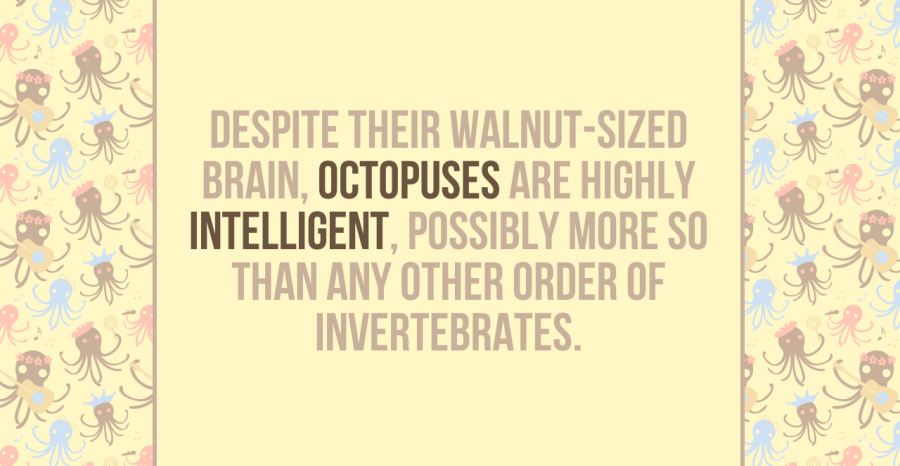 DESPITE THEIR WALNUT-SIZED
BRAIN, OCTOPUSES ARE HIGHLY
INTELLIGENT, POSSIBLY MORE SO
THAN ANY OTHER ORDER OF
INVERTEBRATES.